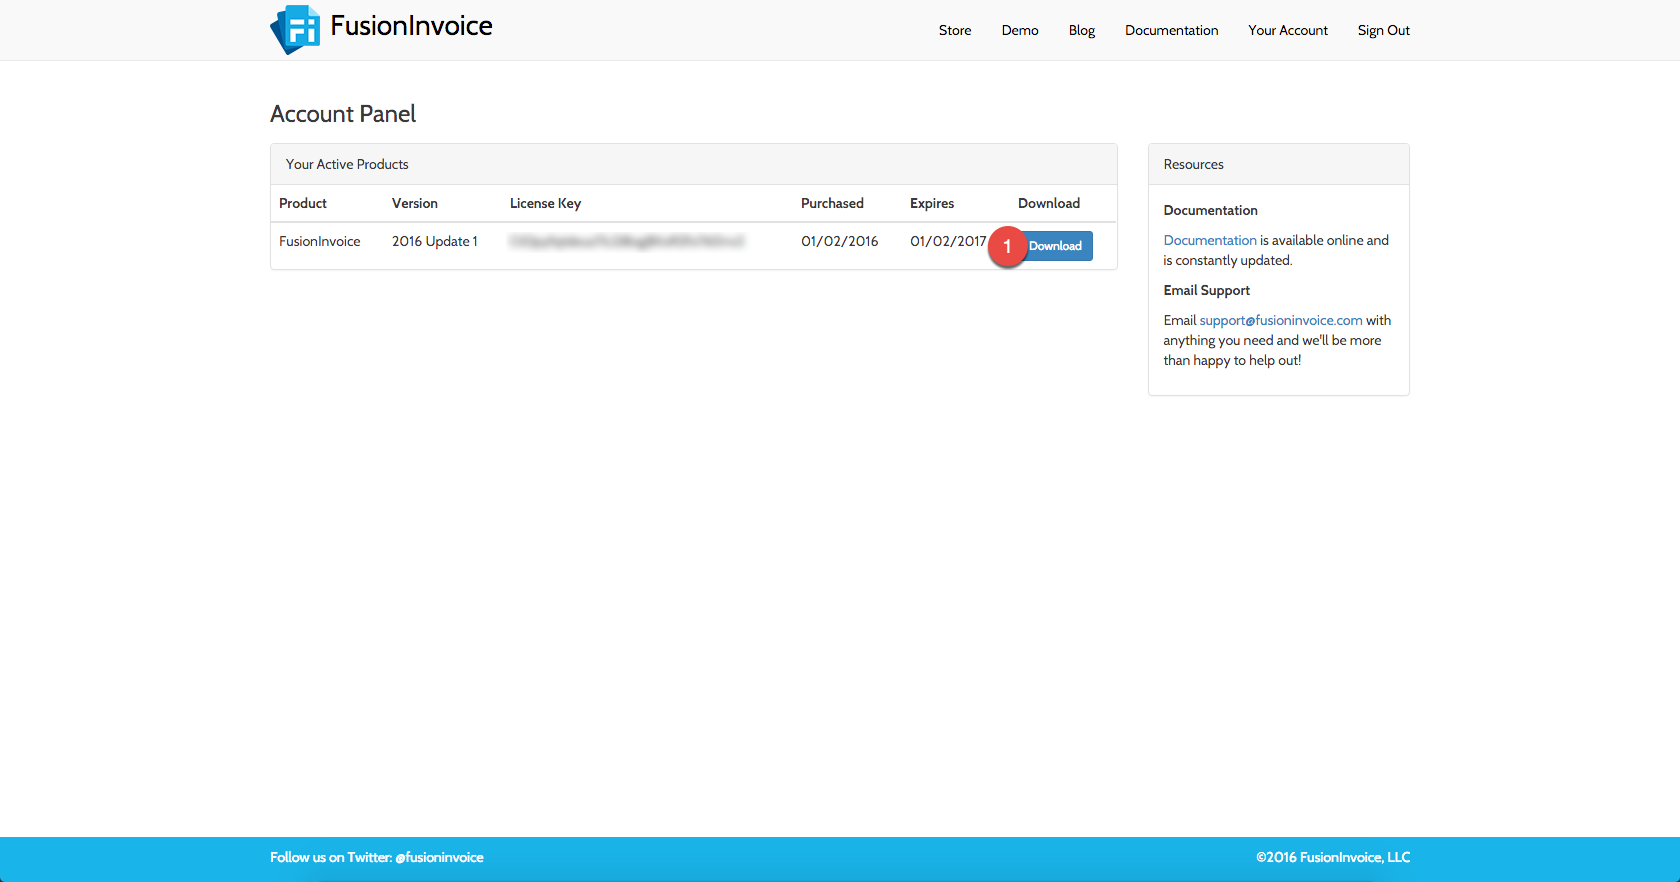 Fi FusionInvoice
Store Demo Blog Documentation Your Account Sign Out
Account Panel
Your Active Products
Product Version License Key Purchased Expires Download
FusionInvoice 2016 Update 1 01/02/2016 01/02/2017 1 Download
Resources
Documentation
Documentation is available online and
is constantly updated.
Email Support
Email support@fusioninvoice.com with
anything you need and we'll be more
than happy to help out!
Follow us on Twitter: @fusioninvoice
©2016 FusionInvoice, LLC